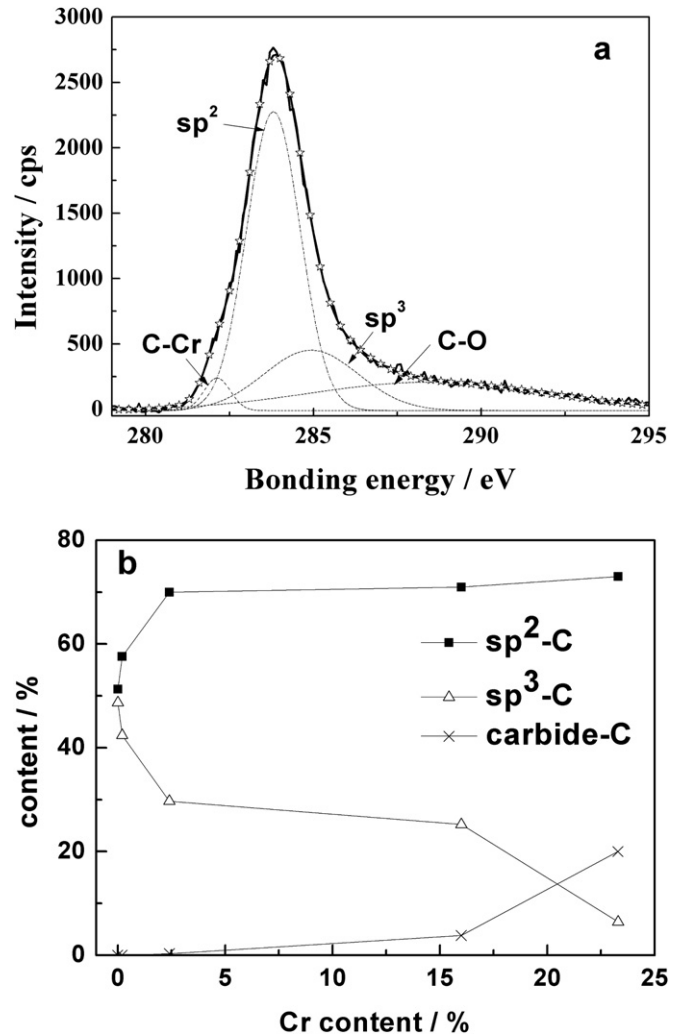 a
3000
2500
2000
1500
1000
500
0
Intensity / cps
sp²
sp³
C-Cr
C-O
280 285 290 295
Bonding energy / eV
b
80
60
40
20
0
content / %
sp²-C
sp³-C
carbide-C
0 5 10 15 20 25
Cr content / %